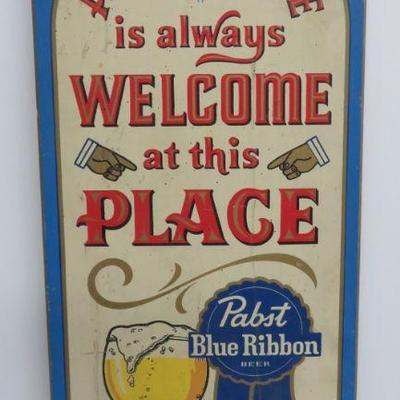 is always
WELCOME
at this
PLACE
Pabst
Blue Ribbon
BEER